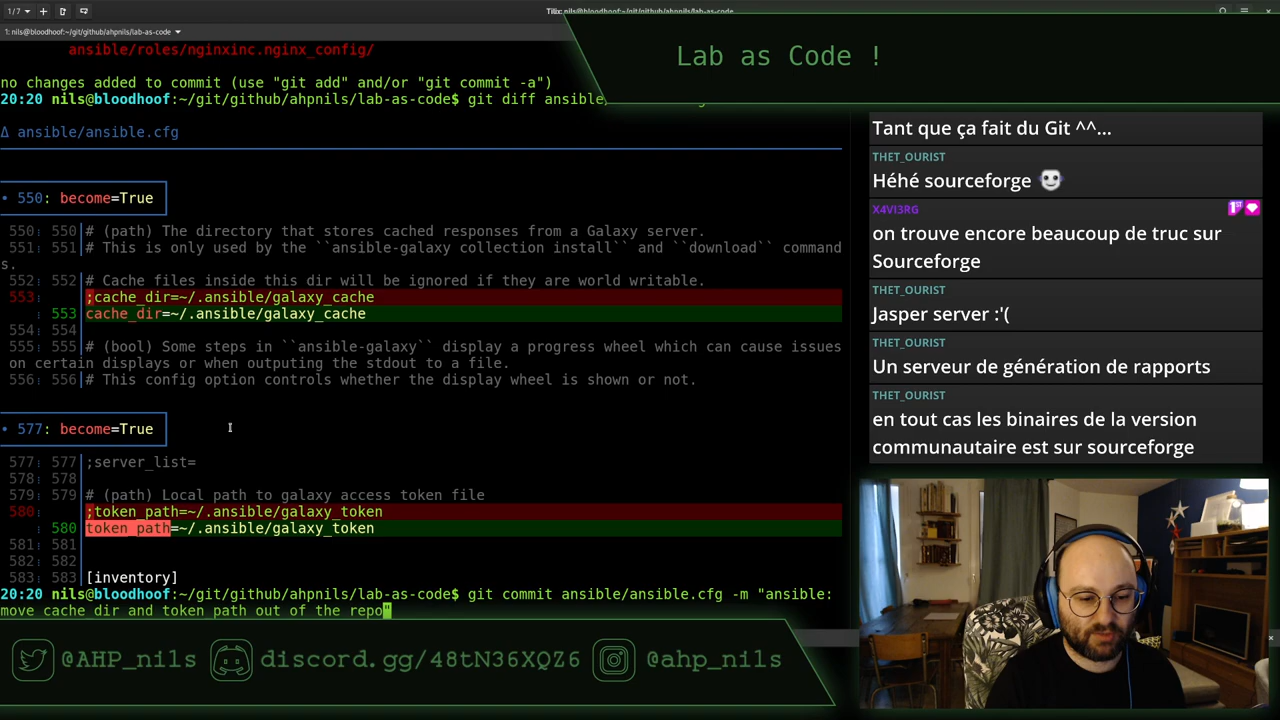 1/7
Tilix: nils@bloodhoof:~/git/github/ahpnils/lab-as-code
1: nils@bloodhoof:~/git/github/ahpnils/lab-as-code
ansible/roles/nginxinc.nginx_config/
no changes added to commit (use "git add" and/or "git commit -a")
20:20 nils@bloodhoof:~/git/github/ahpnils/lab-as-code$ git diff ansible/
Δ ansible/ansible.cfg
• 550: become=True
550 550 # (path) The directory that stores cached responses from a Galaxy server.
551 551 # This is only used by the ``ansible-galaxy collection install`` and ``download`` command
s.
552 552 # Cache files inside this dir will be ignored if they are world writable.
553 ;cache_dir=~/.ansible/galaxy_cache
553 cache_dir=~/.ansible/galaxy_cache
554 554
555 555 # (bool) Some steps in ``ansible-galaxy`` display a progress wheel which can cause issues
on certain displays or when outputing the stdout to a file.
556 556 # This config option controls whether the display wheel is shown or not.
• 577: become=True
577 577 ;server_list=
578 578
579 579 # (path) Local path to galaxy access token file
580 ;token_path=~/.ansible/galaxy_token
580 token_path=~/.ansible/galaxy_token
581 581
582 582
583 583 [inventory]
20:20 nils@bloodhoof:~/git/github/ahpnils/lab-as-code$ git commit ansible/ansible.cfg -m "ansible:
move cache_dir and token_path out of the repo"
Lab as Code !
Tant que ça fait du Git ^^...
THET_OURIST
Héhé sourceforge
X4VI3RG
1ST
on trouve encore beaucoup de truc sur
Sourceforge
THET_OURIST
Jasper server :'(
THET_OURIST
Un serveur de génération de rapports
THET_OURIST
en tout cas les binaires de la version
communautaire est sur sourceforge
@AHP_nils
discord.gg/48tN36XQZ6
@ahp_nils